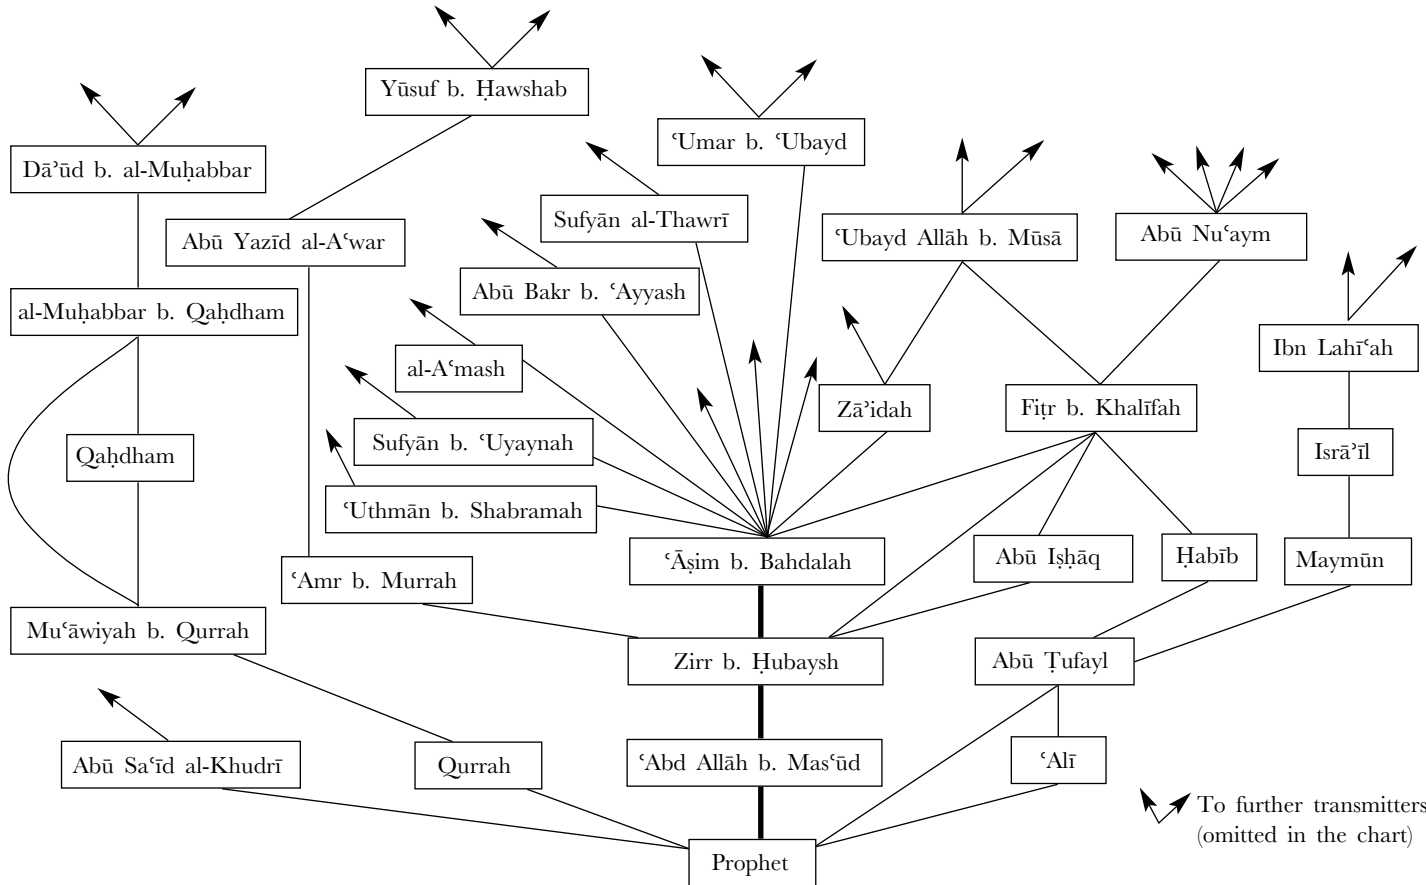 Yūsuf b. Ḥawshab
ʿUmar b. ʿUbayd
Dāʾūd b. al-Muḥabbar
Sufyān al-Thawrī
Abū Yazīd al-Aʿwar
ʿUbayd Allāh b. Mūsā
Abū Nuʿaym
Abū Bakr b. ʿAyyash
al-Muḥabbar b. Qaḥdham
Ibn Lahīʿah
al-Aʿmash
Zāʾidah
Fiṭr b. Khalīfah
Sufyān b. ʿUyaynah
Qaḥdham
Isrāʾīl
ʿUthmān b. Shabramah
ʿĀṣim b. Bahdalah
Abū Isḥāq
Ḥabīb
Maymūn
ʿAmr b. Murrah
Muʿāwiyah b. Qurrah
Zirr b. Ḥubaysh
Abū Ṭufayl
Abū Saʿīd al-Khudrī
Qurrah
ʿAbd Allāh b. Masʿūd
ʿAlī
To further transmitters
(omitted in the chart)
Prophet